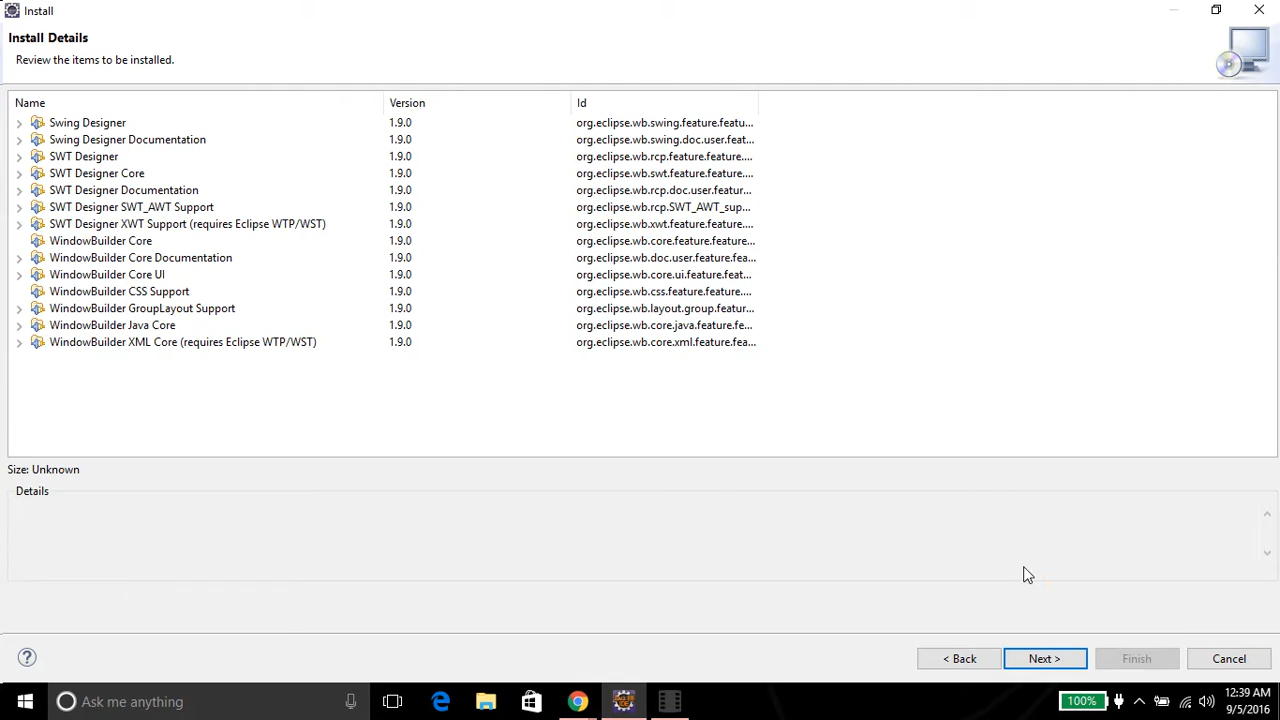 Install
Install Details
Review the items to be installed.
Name Version Id
Swing Designer 1.9.0 org.eclipse.wb.swing.feature.featu...
Swing Designer Documentation 1.9.0 org.eclipse.wb.swing.doc.user.feat...
SWT Designer 1.9.0 org.eclipse.wb.rcp.feature.feature....
SWT Designer Core 1.9.0 org.eclipse.wb.swt.feature.feature....
SWT Designer Documentation 1.9.0 org.eclipse.wb.rcp.doc.user.featur...
SWT Designer SWT_AWT Support 1.9.0 org.eclipse.wb.rcp.SWT_AWT_sup...
SWT Designer XWT Support (requires Eclipse WTP/WST) 1.9.0 org.eclipse.wb.xwt.feature.feature....
WindowBuilder Core 1.9.0 org.eclipse.wb.core.feature.feature...
WindowBuilder Core Documentation 1.9.0 org.eclipse.wb.doc.user.feature.fea...
WindowBuilder Core UI 1.9.0 org.eclipse.wb.core.ui.feature.feat...
WindowBuilder CSS Support 1.9.0 org.eclipse.wb.css.feature.feature....
WindowBuilder GroupLayout Support 1.9.0 org.eclipse.wb.layout.group.featur...
WindowBuilder Java Core 1.9.0 org.eclipse.wb.core.java.feature.fe...
WindowBuilder XML Core (requires Eclipse WTP/WST) 1.9.0 org.eclipse.wb.core.xml.feature.fea...
Size: Unknown
Details
< Back Next > Finish Cancel
Ask me anything 100% 12:39 AM
9/5/2016